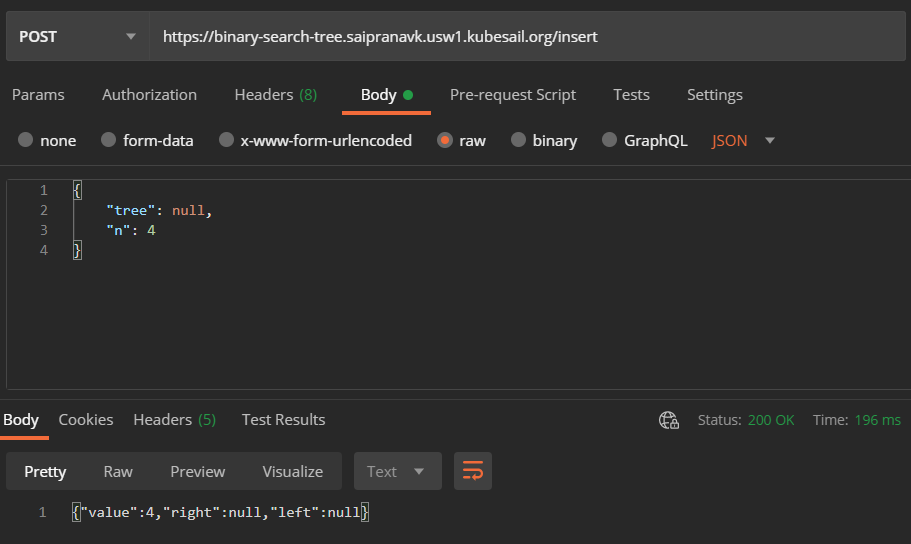 POST https://binary-search-tree.saipranavk.usw1.kubesail.org/insert
Params Authorization Headers (8) Body Pre-request Script Tests Settings
none form-data x-www-form-urlencoded raw binary GraphQL JSON
1 {
2 "tree": null,
3 "n": 4
4 }
Body Cookies Headers (5) Test Results Status: 200 OK Time: 196 ms
Pretty Raw Preview Visualize Text
1 {"value":4,"right":null,"left":null}